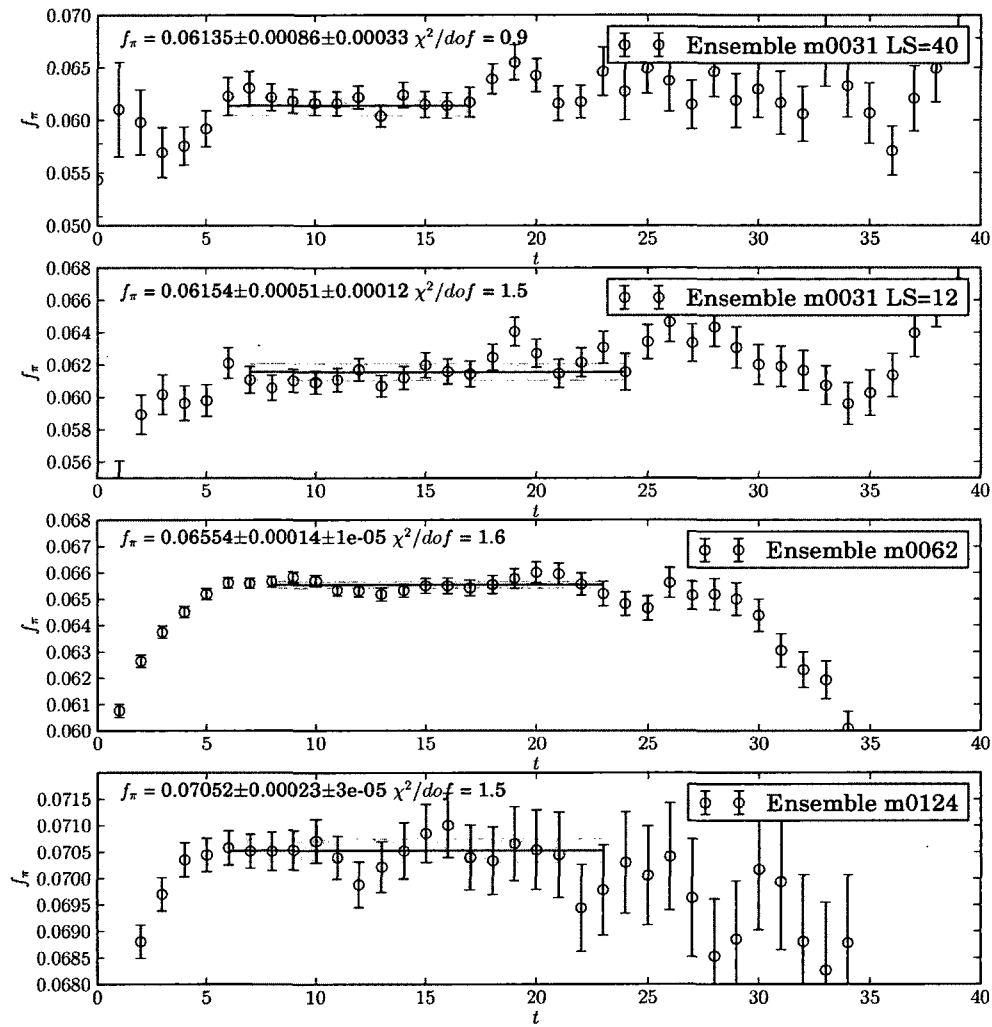 f_π = 0.06135±0.00086±0.00033 χ²/dof = 0.9
Ensemble m0031 LS=40
0.070
0.065
0.060
0.055
0.050
f_π
0 5 10 15 20 25 30 35 40
t
f_π = 0.06154±0.00051±0.00012 χ²/dof = 1.5
Ensemble m0031 LS=12
0.068
0.066
0.064
0.062
0.060
0.058
0.056
f_π
0 5 10 15 20 25 30 35 40
t
f_π = 0.06554±0.00014±1e-05 χ²/dof = 1.6
Ensemble m0062
0.068
0.067
0.066
0.065
0.064
0.063
0.062
0.061
0.060
f_π
0 5 10 15 20 25 30 35 40
t
f_π = 0.07052±0.00023±3e-05 χ²/dof = 1.5
Ensemble m0124
0.0715
0.0710
0.0705
0.0700
0.0695
0.0690
0.0685
0.0680
f_π
0 5 10 15 20 25 30 35 40
t